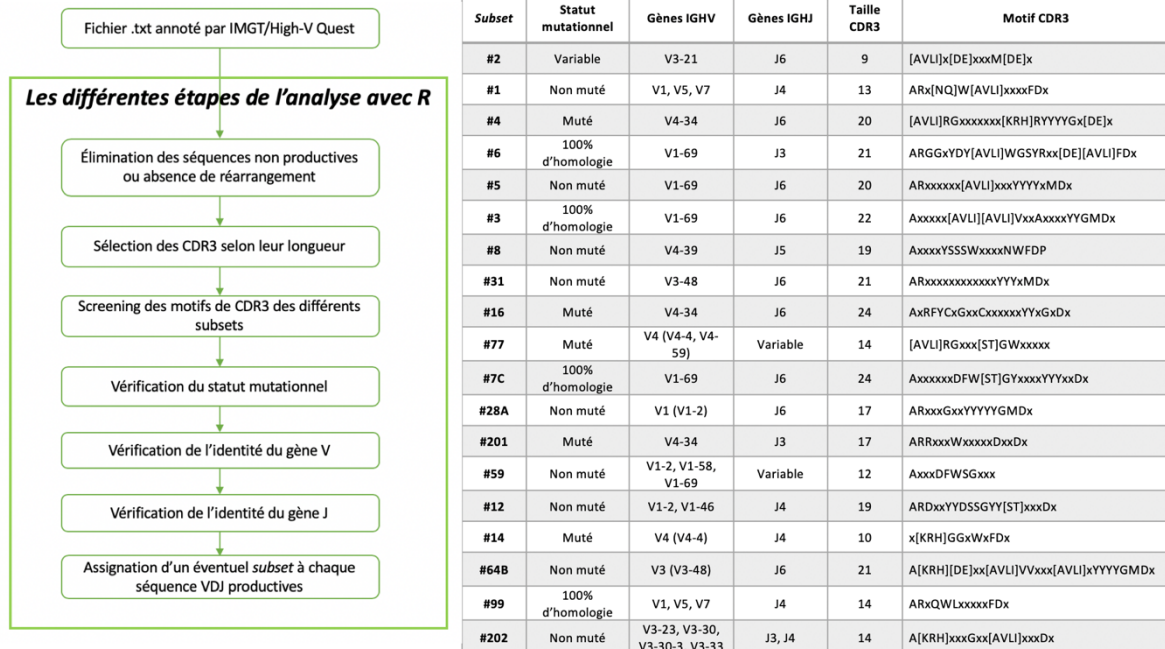 Fichier .txt annoté par IMGT/High-V Quest
Les différentes étapes de l'analyse avec R
Élimination des séquences non productives
ou absence de réarrangement
Sélection des CDR3 selon leur longueur
Screening des motifs de CDR3 des différents
subsets
Vérification du statut mutationnel
Vérification de l'identité du gène V
Vérification de l'identité du gène J
Assignation d'un éventuel subset à chaque
séquence VDJ productives
Subset Statut mutationnel Gènes IGHV Gènes IGHJ Taille CDR3 Motif CDR3
#2 Variable V3-21 J6 9 [AVLI]x[DE]xxxM[DE]x
#1 Non muté V1, V5, V7 J4 13 ARx[NQ]W[AVLI]xxxxFDx
#4 Muté V4-34 J6 20 [AVLI]RGxxxxxxx[KRH]RYYYYGx[DE]x
#6 100% d'homologie V1-69 J3 21 ARGGxYDY[AVLI]WGSYRxx[DE][AVLI]FDx
#5 Non muté V1-69 J6 20 ARxxxxxx[AVLI]xxxYYYYxMDx
#3 100% d'homologie V1-69 J6 22 Axxxxx[AVLI][AVLI]VxxAxxxxYYGMDx
#8 Non muté V4-39 J5 19 AxxxxYSSSWxxxxNWFDP
#31 Non muté V3-48 J6 21 ARxxxxxxxxxxxxYYYxMDx
#16 Muté V4-34 J6 24 AxRFYCxGxxCxxxxxxYYxGxDx
#77 Muté V4 (V4-4, V4-59) Variable 14 [AVLI]RGxxx[ST]GWxxxxx
#7C 100% d'homologie V1-69 J6 24 AxxxxxxDFW[ST]GYxxxxYYYxxDx
#28A Non muté V1 (V1-2) J6 17 ARxxxGxxYYYYYGMDx
#201 Muté V4-34 J3 17 ARRxxxWxxxxxDxxDx
#59 Non muté V1-2, V1-58, V1-69 Variable 12 AxxxDFWSGxxx
#12 Non muté V1-2, V1-46 J4 19 ARDxxYYDSSGYY[ST]xxxDx
#14 Muté V4 (V4-4) J4 10 x[KRH]GGxWxFDx
#64B Non muté V3 (V3-48) J6 21 A[KRH][DE]xx[AVLI]VVxxx[AVLI]xYYYYGMDx
#99 100% d'homologie V1, V5, V7 J4 14 ARxQWLxxxxxFDx
#202 Non muté V3-23, V3-30, V3-30-3, V3-33 J3, J4 14 A[KRH]xxxGxx[AVLI]xxxDx